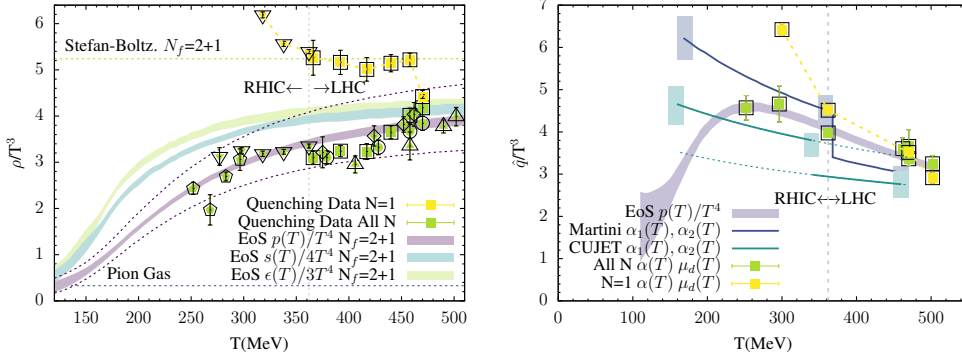 6
5
4
3
2
1
0
ρ/T³
150 200 250 300 350 400 450 500
T(MeV)
Stefan-Boltz. N_f=2+1
RHIC← →LHC
Quenching Data N=1
Quenching Data All N
EoS p(T)/T⁴ N_f=2+1
EoS s(T)/4T⁴ N_f=2+1
EoS ϵ(T)/3T⁴ N_f=2+1
Pion Gas
7
6
5
4
3
2
1
0
q̂/T³
0 100 200 300 400 500
T(MeV)
RHIC←→LHC
EoS p(T)/T⁴
Martini α₁(T), α₂(T)
CUJET α₁(T), α₂(T)
All N α(T) μ_d(T)
N=1 α(T) μ_d(T)